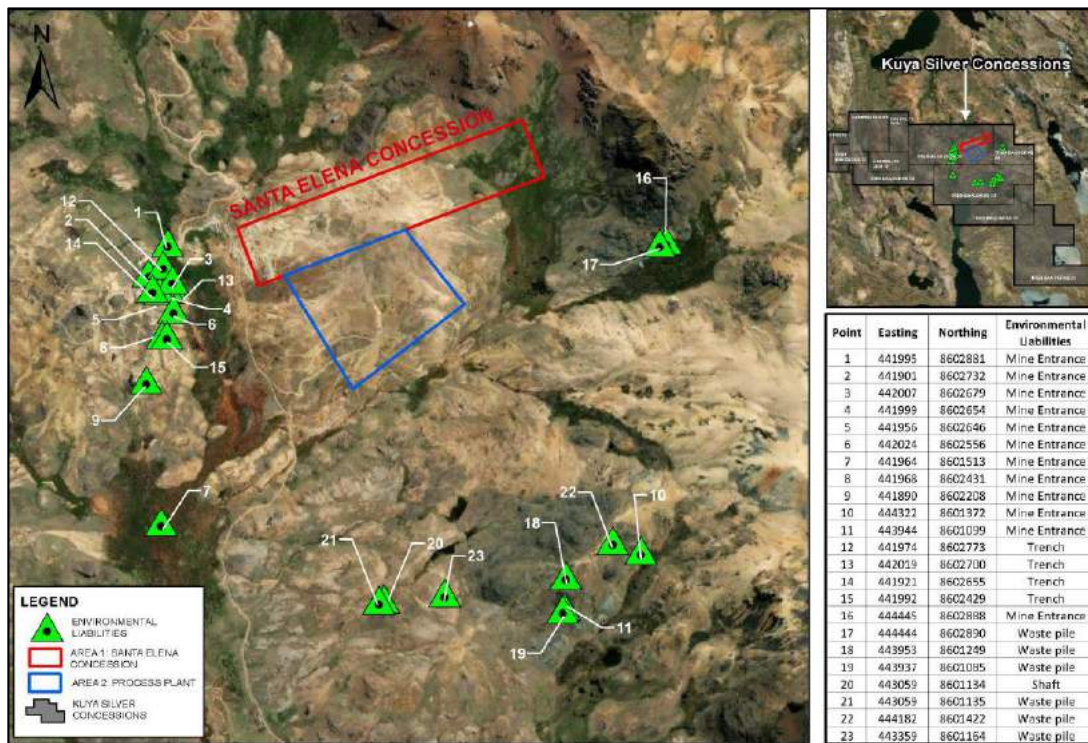 N
SANTA ELENA CONCESSION
12
1
2
14
3
13
5
4
6
8
15
9
7
16
17
22
10
18
21
20
23
11
19
LEGEND
ENVIRONMENTAL
LIABILITIES
AREA 1: SANTA ELENA
CONCESSION
AREA 2: PROCESS PLANT
KUYA SILVER
CONCESSIONS
Kuya Silver Concessions
Point Easting Northing Environmental Liabilities
1 441995 8602881 Mine Entrance
2 441901 8602732 Mine Entrance
3 442007 8602679 Mine Entrance
4 441999 8602654 Mine Entrance
5 441956 8602646 Mine Entrance
6 442024 8602556 Mine Entrance
7 441964 8601513 Mine Entrance
8 441968 8602431 Mine Entrance
9 441890 8602208 Mine Entrance
10 444322 8601372 Mine Entrance
11 443944 8601099 Mine Entrance
12 441974 8602773 Trench
13 442019 8602700 Trench
14 441921 8602655 Trench
15 441992 8602429 Trench
16 444445 8602888 Mine Entrance
17 444444 8602890 Waste pile
18 443953 8601249 Waste pile
19 443937 8601085 Waste pile
20 443059 8601134 Shaft
21 443059 8601135 Waste pile
22 444182 8601422 Waste pile
23 443359 8601164 Waste pile